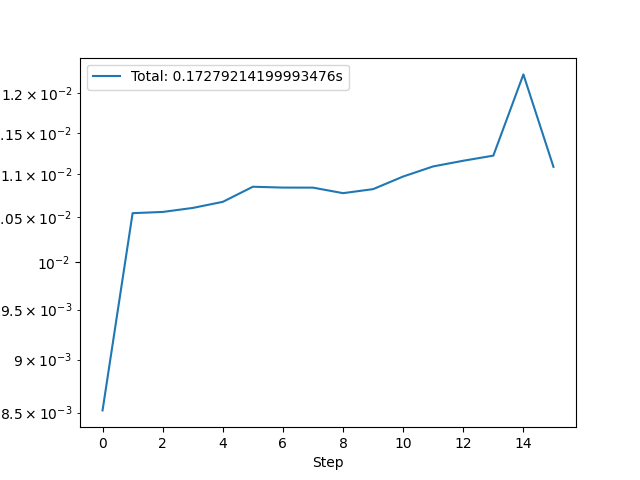 Total: 0.17279214199993476s
1.2 × 10⁻²
.15 × 10⁻²
1.1 × 10⁻²
.05 × 10⁻²
10⁻²
9.5 × 10⁻³
9 × 10⁻³
8.5 × 10⁻³
0 2 4 6 8 10 12 14
Step